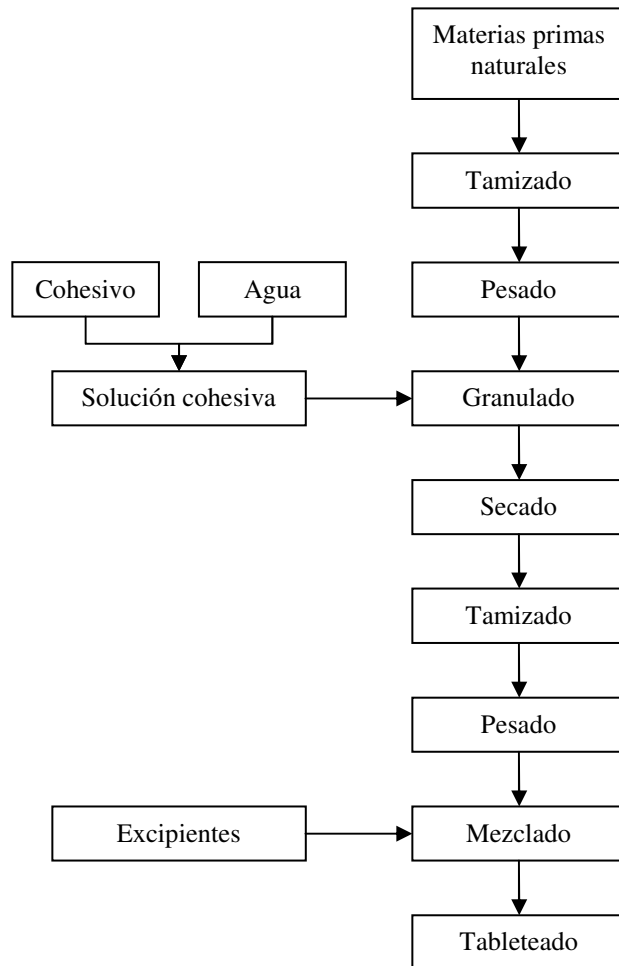 Materias primas
naturales
Tamizado
Cohesivo
Agua
Pesado
Solución cohesiva
Granulado
Secado
Tamizado
Pesado
Excipientes
Mezclado
Tableteado